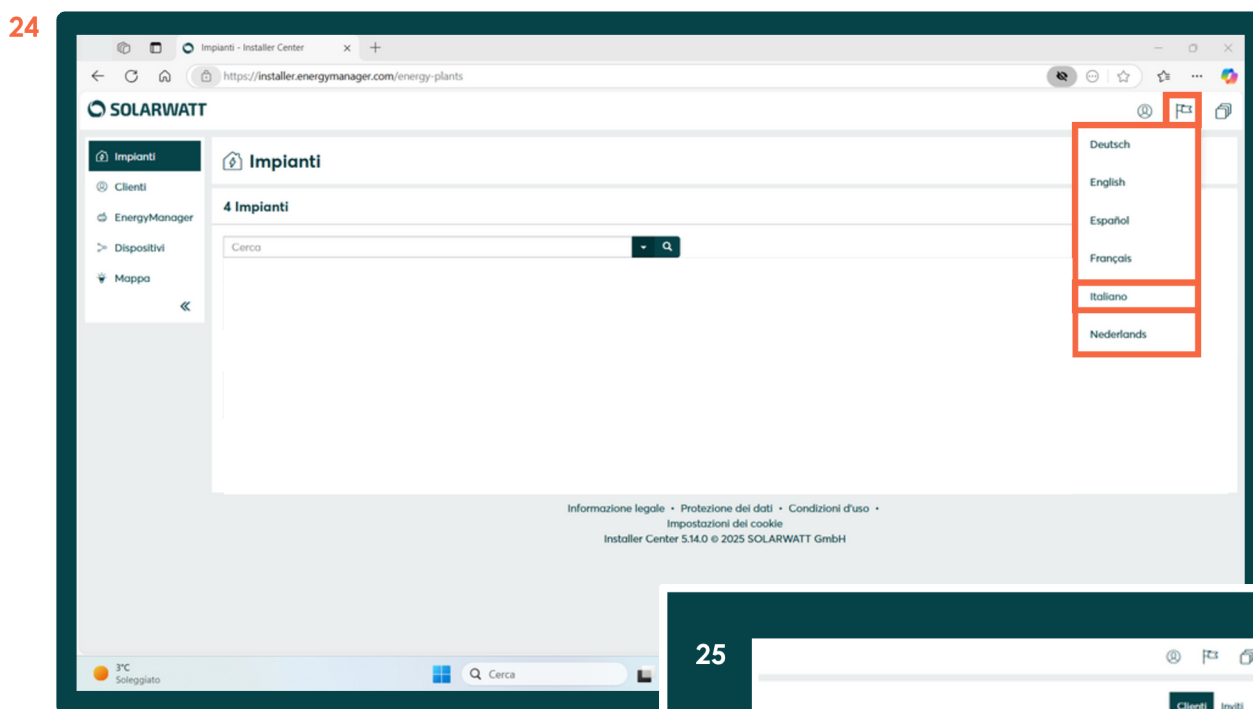 24
Impianti - Installer Center
https://installer.energymanager.com/energy-plants
SOLARWATT
Impianti
Clienti
EnergyManager
Dispositivi
Mappa
Impianti
4 Impianti
Cerca
Deutsch
English
Español
Français
Italiano
Nederlands
Informazione legale • Protezione dei dati • Condizioni d'uso •
Impostazioni dei cookie
Installer Center 5.14.0 © 2025 SOLARWATT GmbH
3°C
Soleggiato
Cerca
25
Clienti Inviti